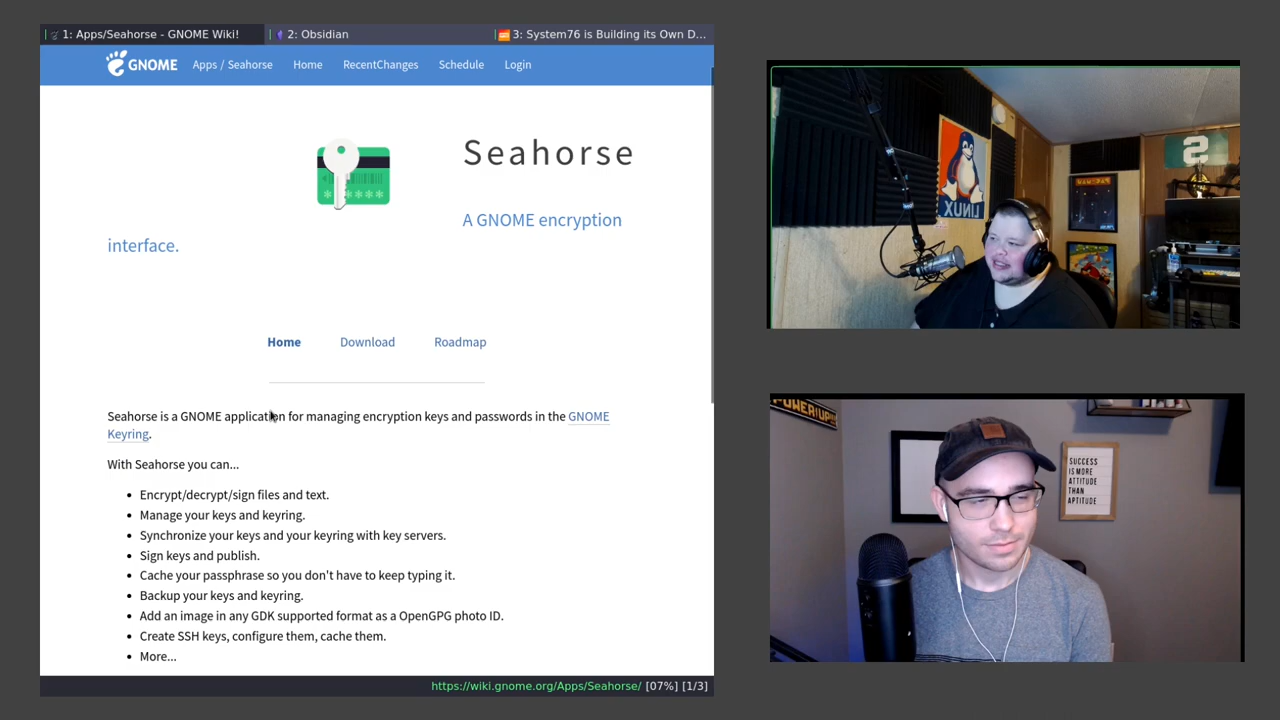 1: Apps/Seahorse - GNOME Wiki!
2: Obsidian
3: System76 is Building its Own D...
GNOME
Apps / Seahorse
Home
RecentChanges
Schedule
Login
Seahorse
A GNOME encryption
interface.
Home
Download
Roadmap
Seahorse is a GNOME application for managing encryption keys and passwords in the GNOME
Keyring.
With Seahorse you can...
Encrypt/decrypt/sign files and text.
Manage your keys and keyring.
Synchronize your keys and your keyring with key servers.
Sign keys and publish.
Cache your passphrase so you don't have to keep typing it.
Backup your keys and keyring.
Add an image in any GDK supported format as a OpenGPG photo ID.
Create SSH keys, configure them, cache them.
More...
https://wiki.gnome.org/Apps/Seahorse/ [07%] [1/3]
LINUX
POWER/UP!
SUCCESS
IS MORE
ATTITUDE
THAN
APTITUDE